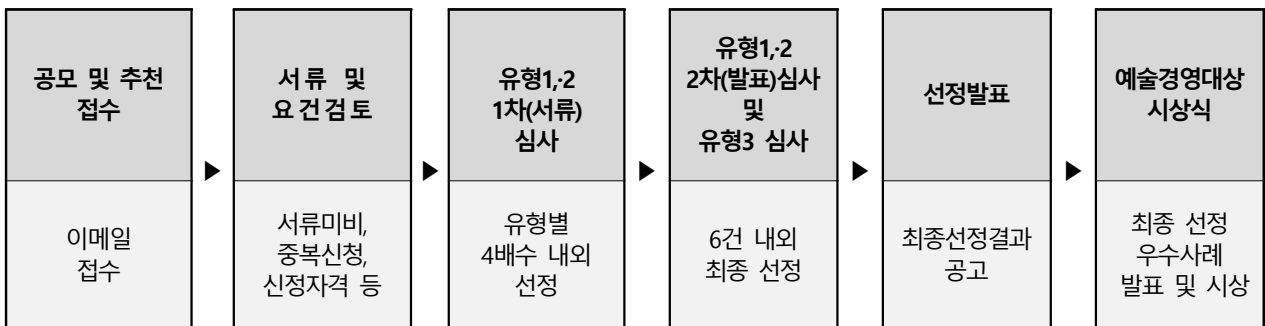 공모 및 추천
접수
서류 및
요건검토
유형1,·2
1차(서류)
심사
유형1,·2
2차(발표)심사
및
유형3 심사
선정발표
예술경영대상
시상식
▶
▶
▶
▶
▶
이메일
접수
서류미비,
중복신청,
신정자격 등
유형별
4배수 내외
선정
6건 내외
최종 선정
최종선정결과
공고
최종 선정
우수사례
발표 및 시상